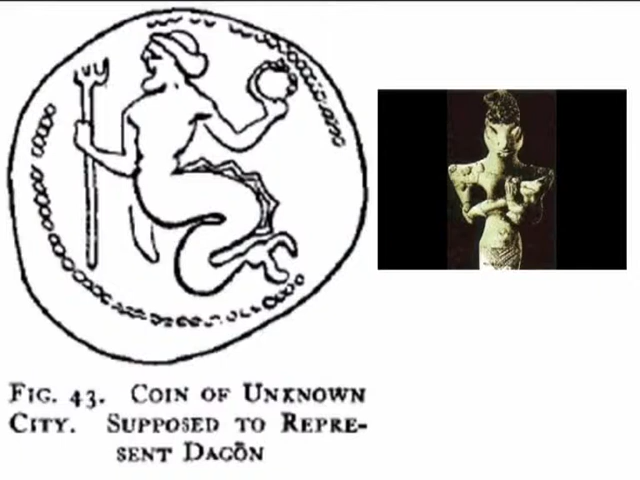 FIG. 43. COIN OF UNKNOWN
CITY. SUPPOSED TO REPRE-
SENT DAGŌN